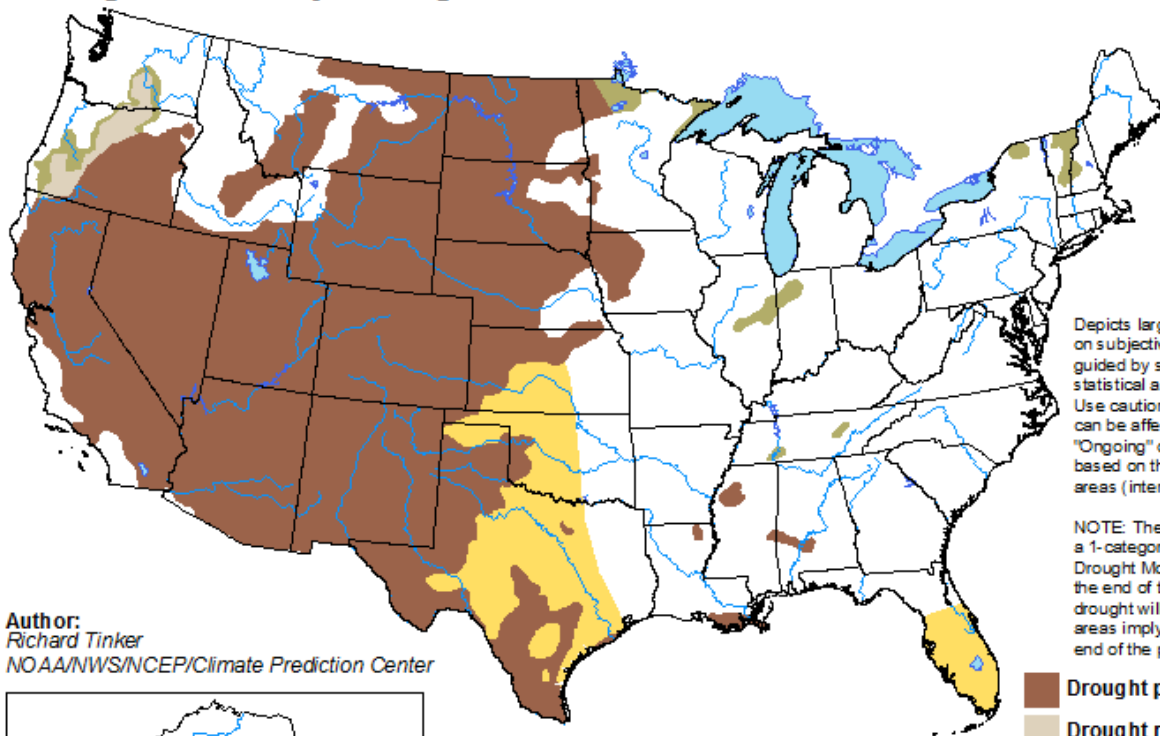 Depicts larg
on subjectiv
guided by s
statistical a
Use caution
can be affe
"Ongoing" d
based on th
areas (inter
NOTE: The
a 1-categor
Drought Mo
the end of t
drought will
areas imply
end of the p
Author:
Richard Tinker
NOAA/NWS/NCEP/Climate Prediction Center
Drought p
Drought r